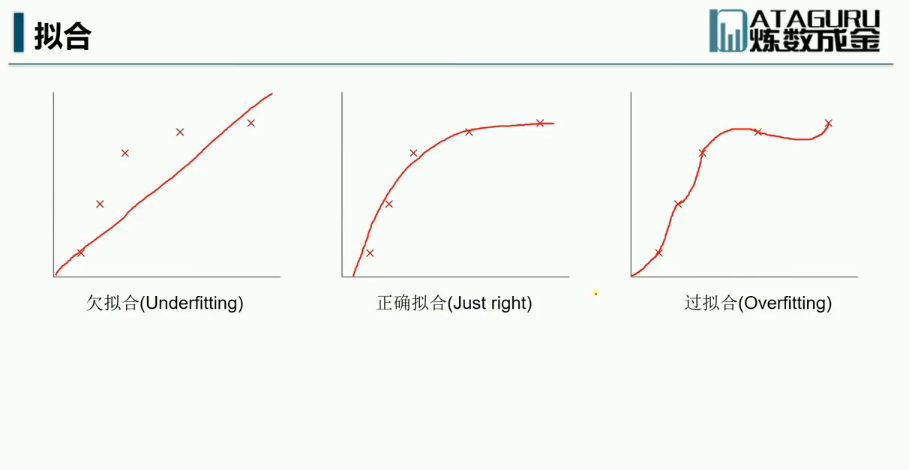 拟合
ATAGURU
炼数成金
欠拟合(Underfitting)
正确拟合(Just right)
过拟合(Overfitting)